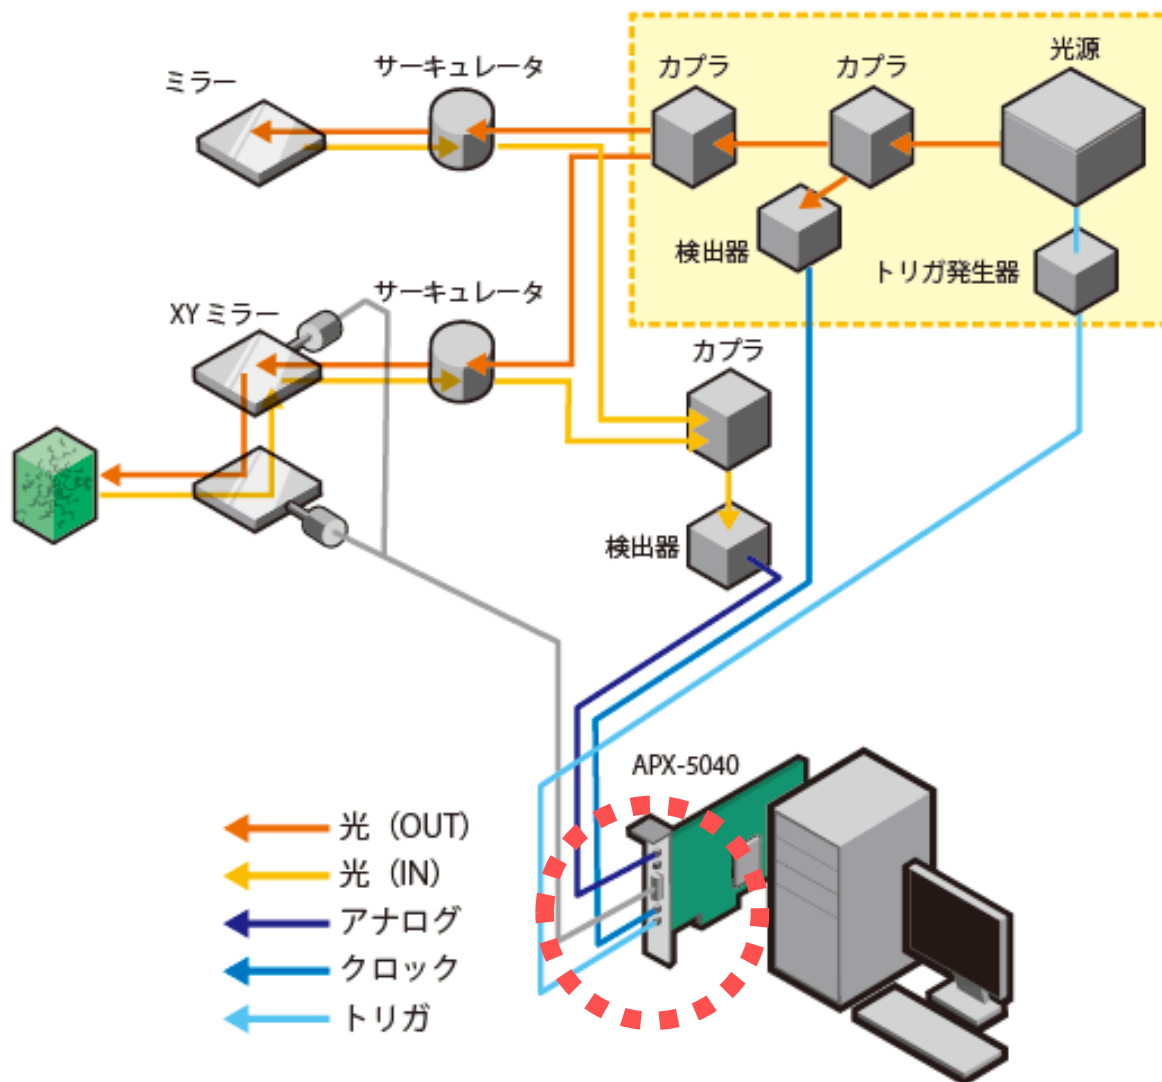 光源
カプラ
カプラ
サーキュレータ
ミラー
検出器
トリガ発生器
サーキュレータ
XYミラー
カプラ
検出器
APX-5040
光（OUT）
光（IN）
アナログ
クロック
トリガ